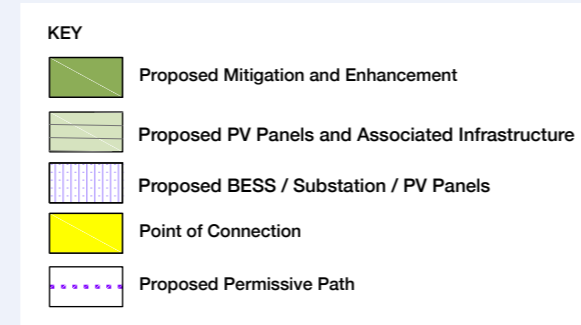 KEY
Proposed Mitigation and Enhancement
Proposed PV Panels and Associated Infrastructure
Proposed BESS / Substation / PV Panels
Point of Connection
Proposed Permissive Path